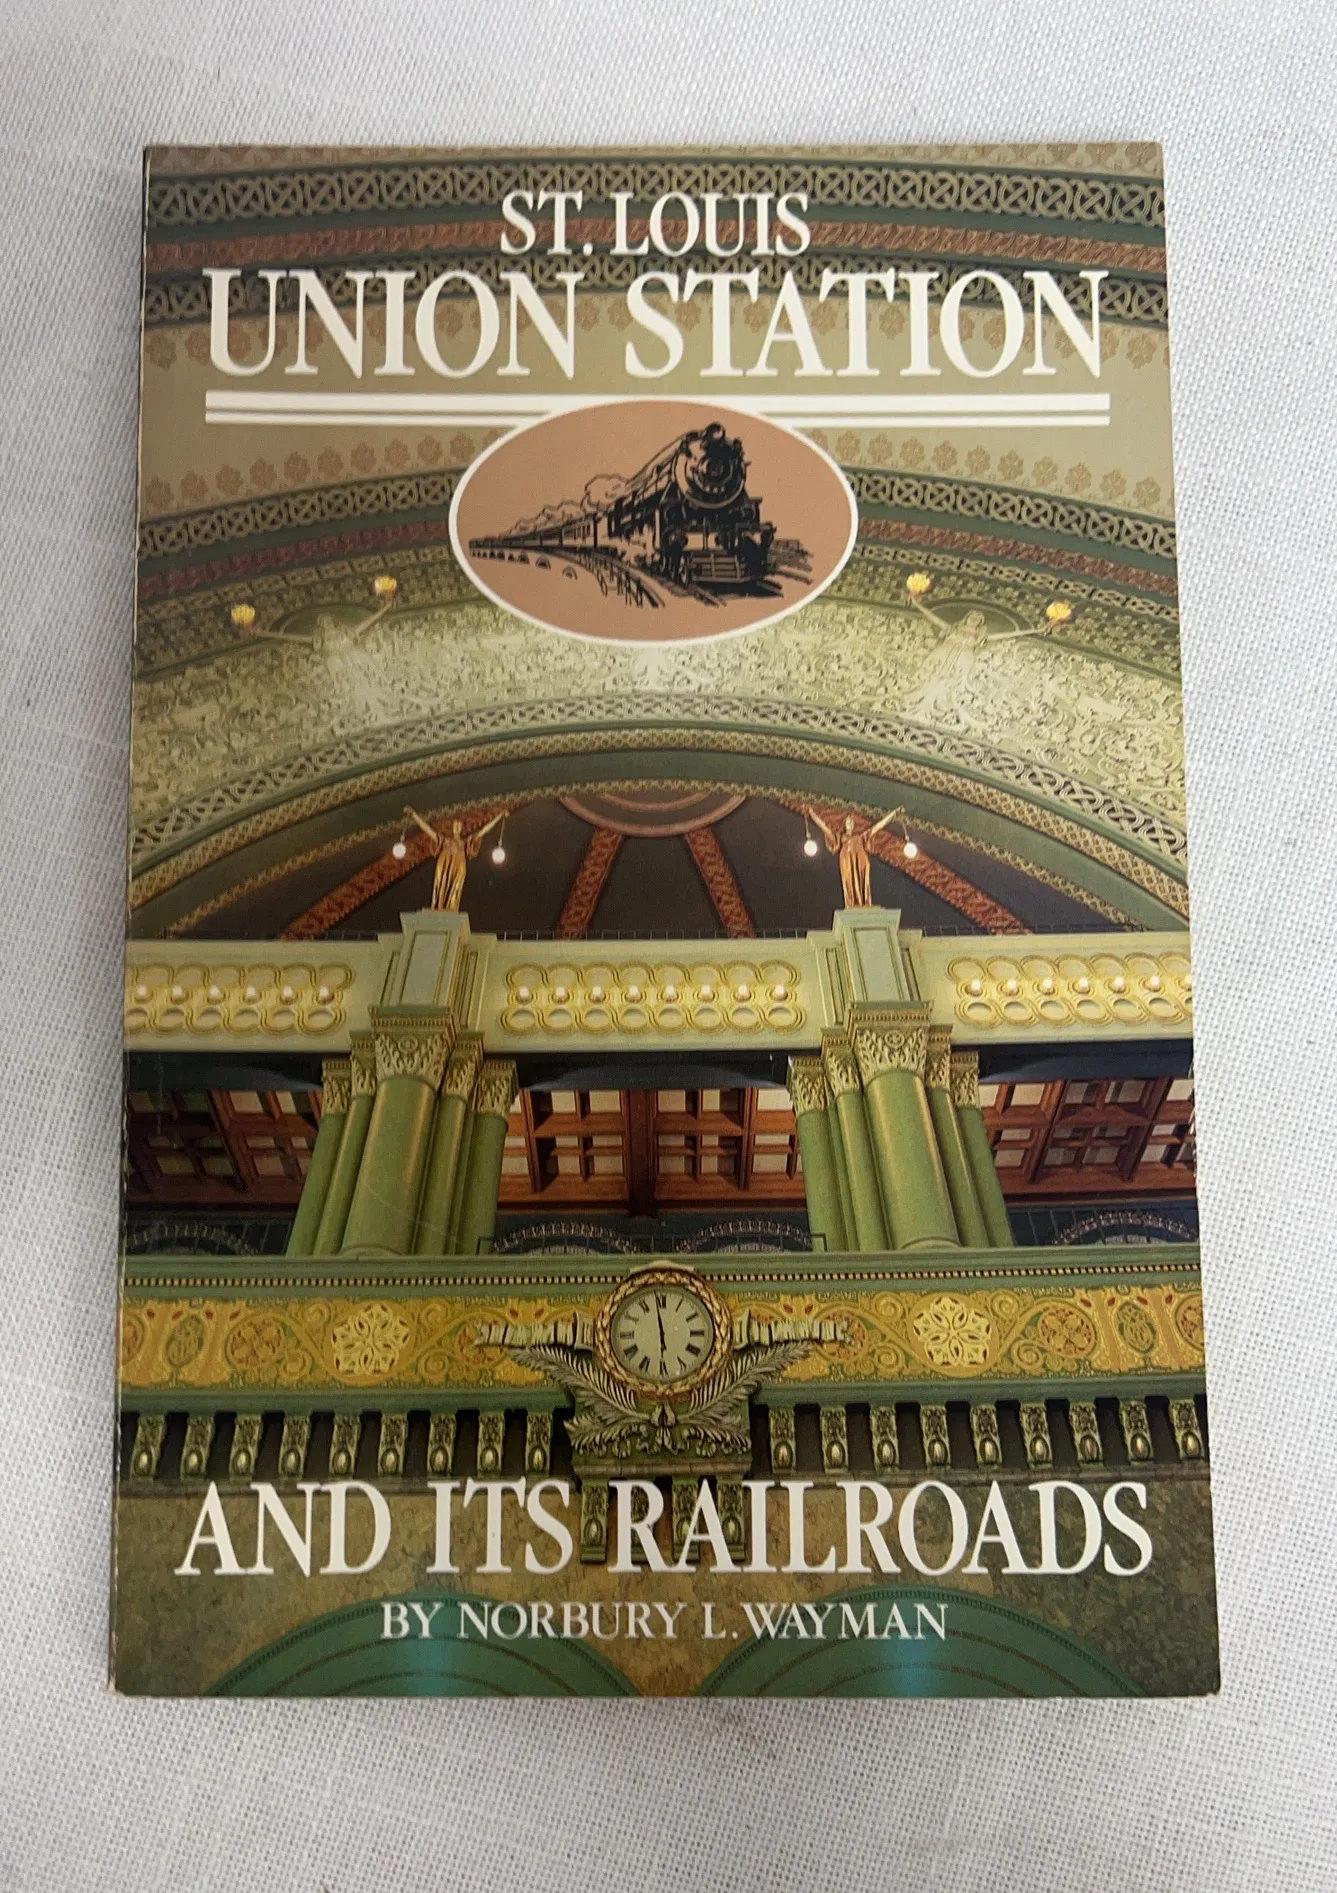 ST. LOUIS
UNION STATION
AND ITS RAILROADS
BY NORBURY L. WAYMAN